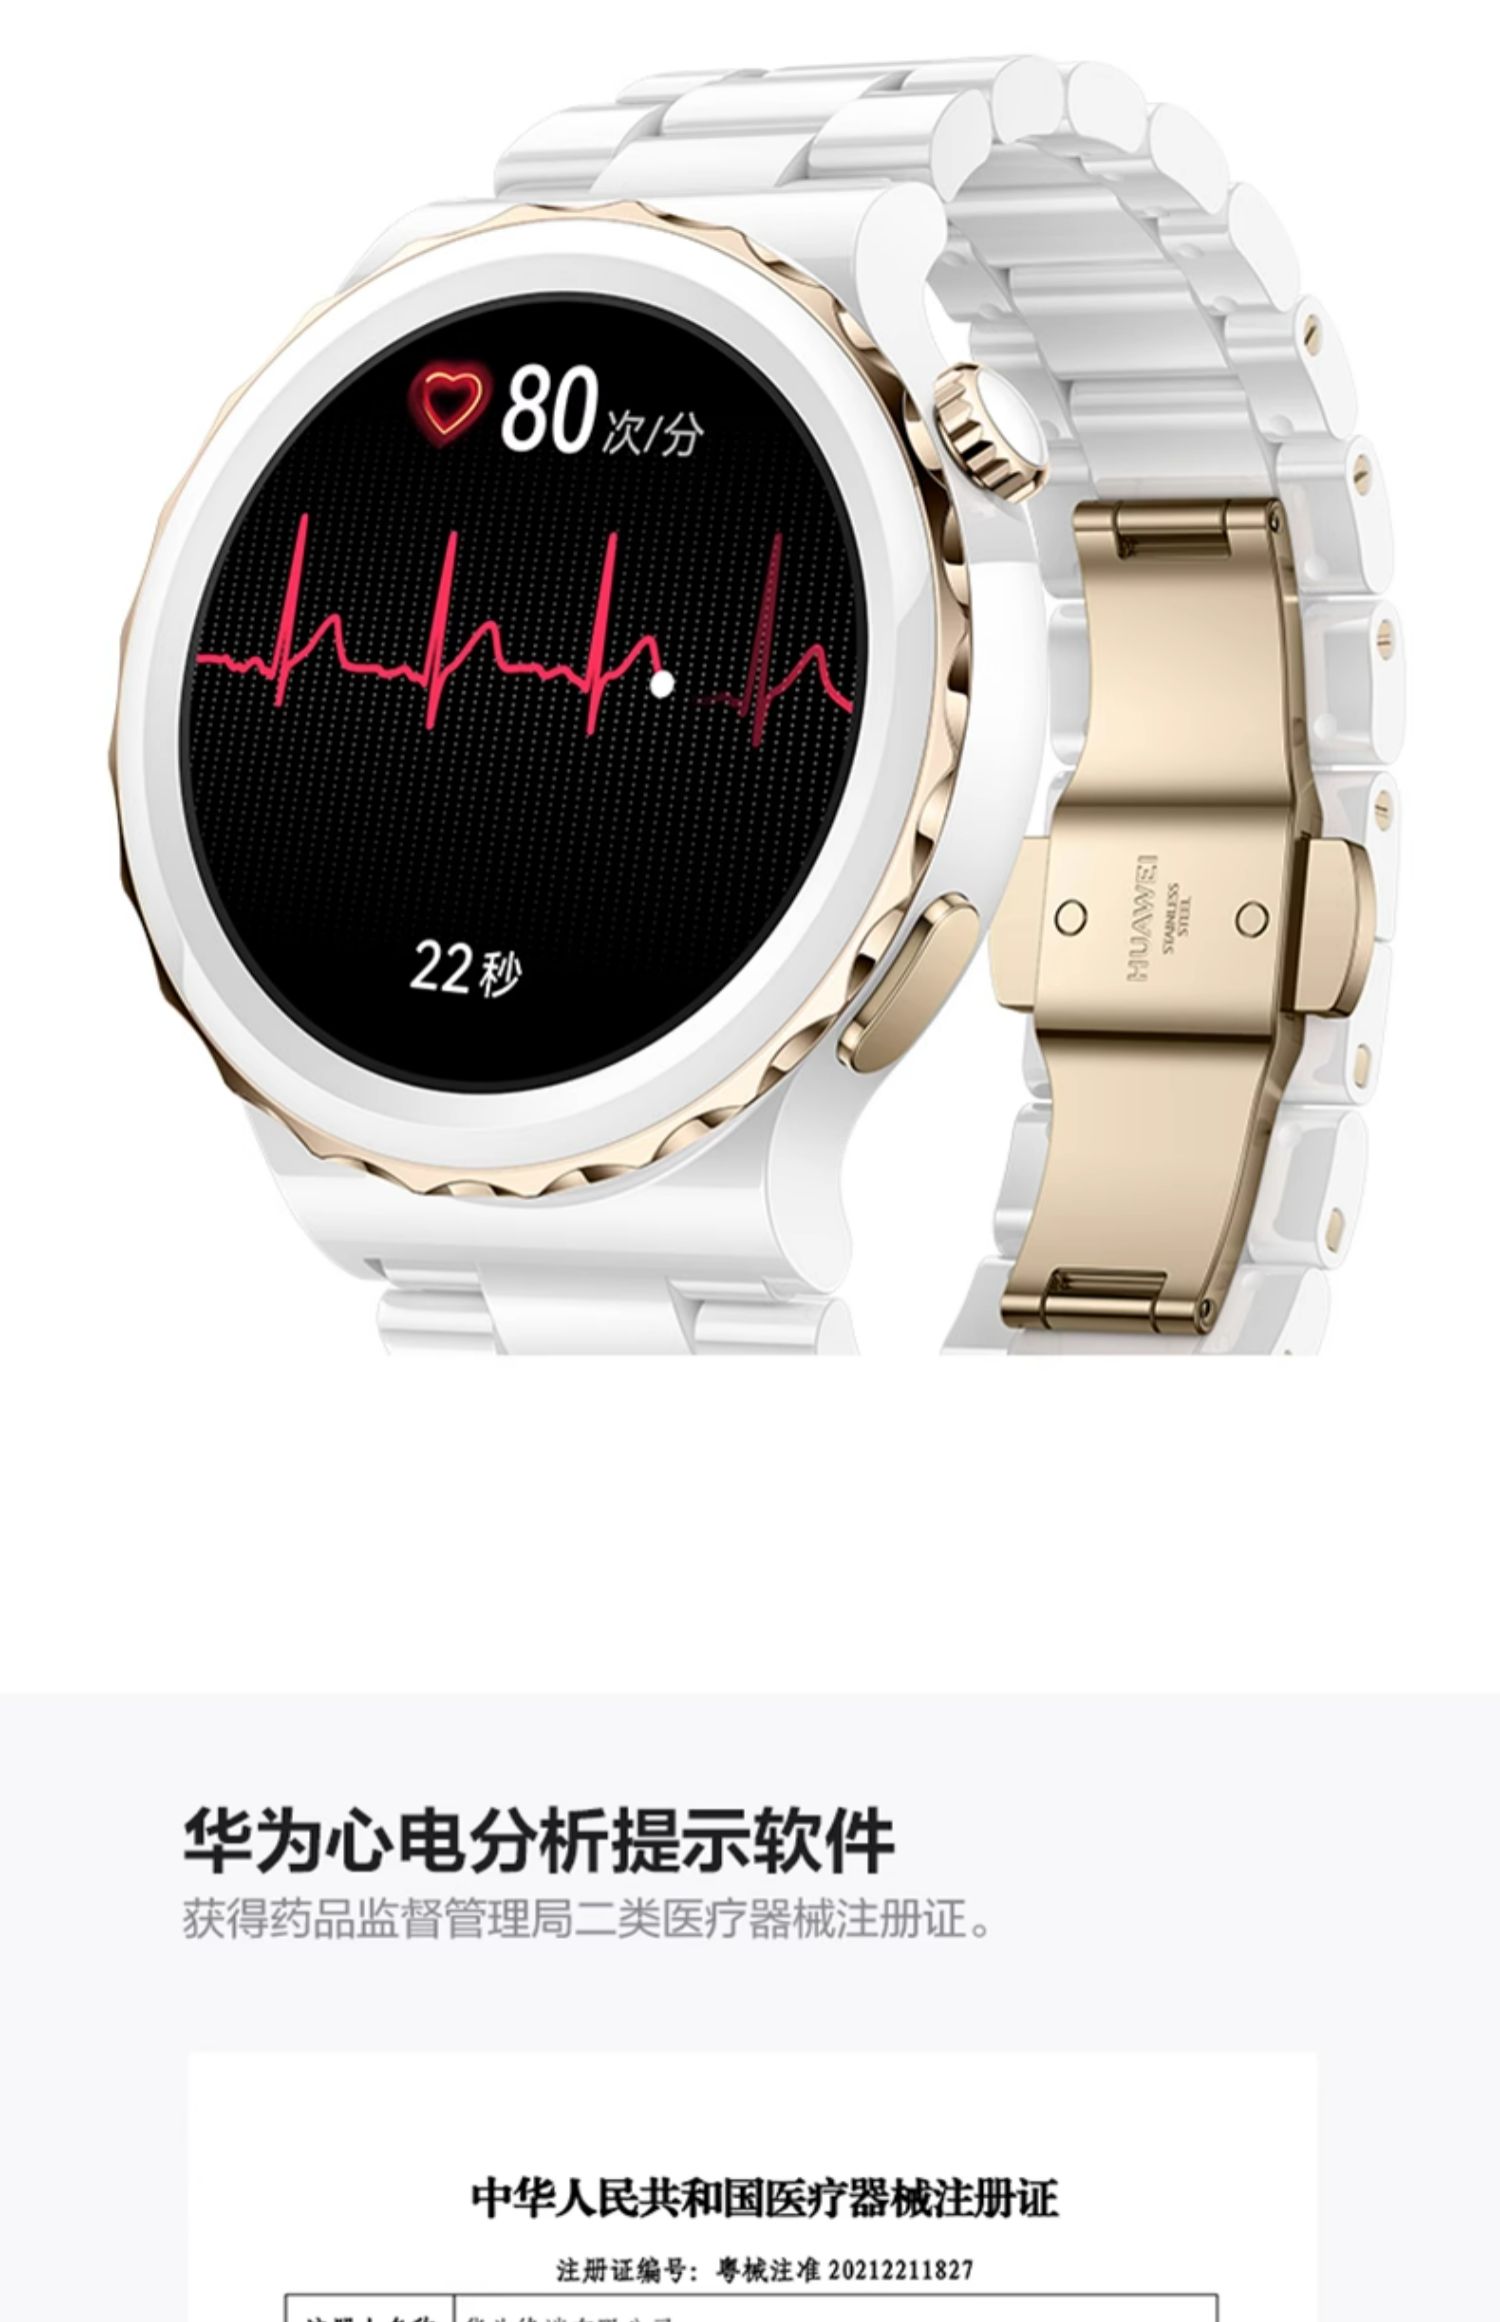 80次/分
22秒
HUAWEI
STAINLESS
STEEL
华为心电分析提示软件
获得药品监督管理局二类医疗器械注册证。
中华人民共和国医疗器械注册证
注册证编号：粤械注准 20212211827